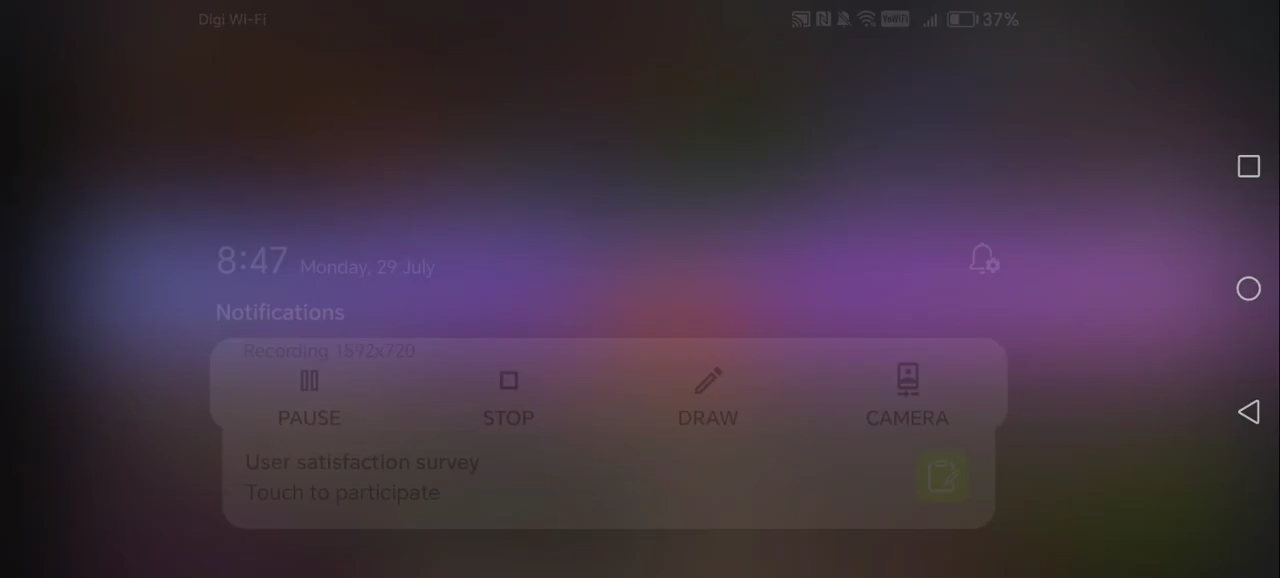 Digi Wi-Fi
VoWiFi 37%
8:47 Monday, 29 July
Notifications
Recording 1592x720
PAUSE STOP DRAW CAMERA
User satisfaction survey
Touch to participate